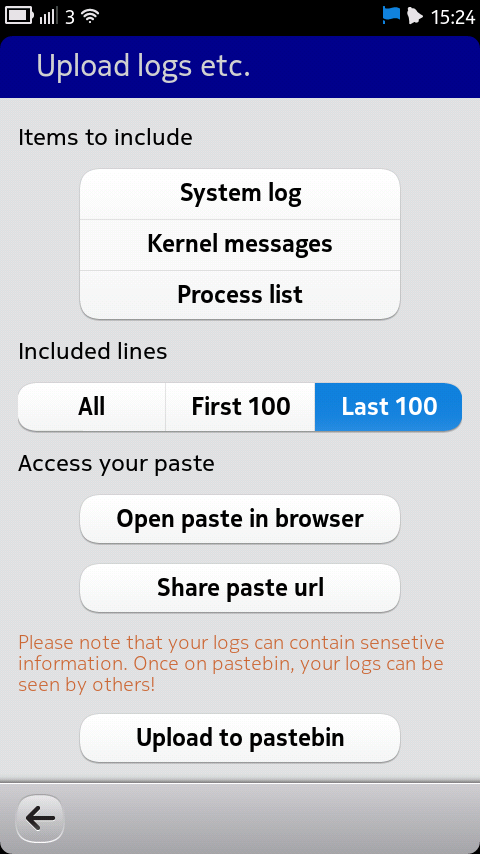 3
15:24
Upload logs etc.
Items to include
System log
Kernel messages
Process list
Included lines
All First 100 Last 100
Access your paste
Open paste in browser
Share paste url
Please note that your logs can contain sensetive
information. Once on pastebin, your logs can be
seen by others!
Upload to pastebin